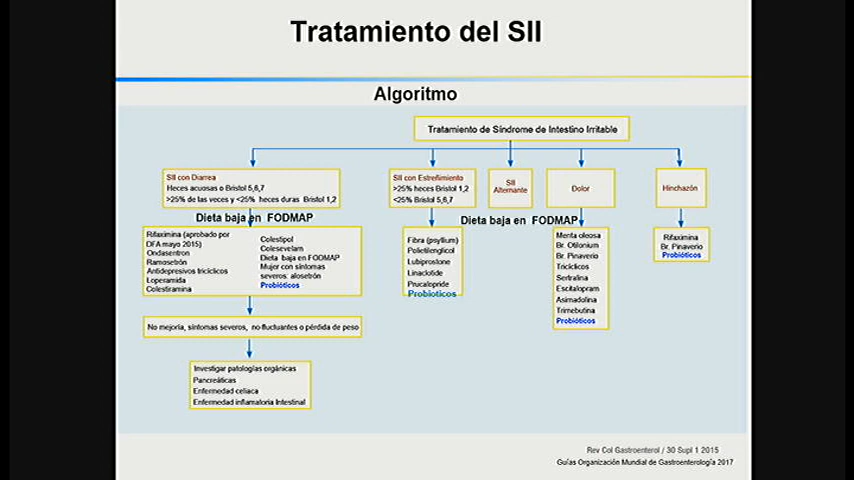 Tratamiento del SII
Algoritmo
Tratamiento de Síndrome de Intestino Irritable
SII con Diarrea
Heces acuosas o Bristol 5,6,7
>25% de las veces y <25% heces duras Bristol 1,2
SII con Estreñimiento
>25% heces Bristol 1,2
<25% Bristol 5,6,7
SII
Alternante
Dolor
Hinchazón
Dieta baja en FODMAP
Dieta baja en FODMAP
Rifaximina (aprobado por
DFA mayo 2015)
Ondasentron
Ramosetrón
Antidepresivos tricíclicos
Loperamida
Colestiramina
Colestipol
Colesevelam
Dieta baja en FODMAP
Mujer con síntomas
severos: alosetrón
Probióticos
Fibra (psyllium)
Polietilenglicol
Lubiprostone
Linaclotide
Prucalopride
Probioticos
Menta oleosa
Br. Otilonium
Br. Pinaverio
Tricíclicos
Sertralina
Escitalopram
Asimadolina
Trimebutina
Probióticos
Rifaximina
Br. Pinaverio
Probióticos
No mejoría, síntomas severos, no fluctuantes o pérdida de peso
Investigar patologías orgánicas
Pancreáticas
Enfermedad celiaca
Enfermedad inflamatoria Intestinal
Rev Col Gastroenterol / 30 Supl 1 2015
Guías Organización Mundial de Gastroenterología 2017